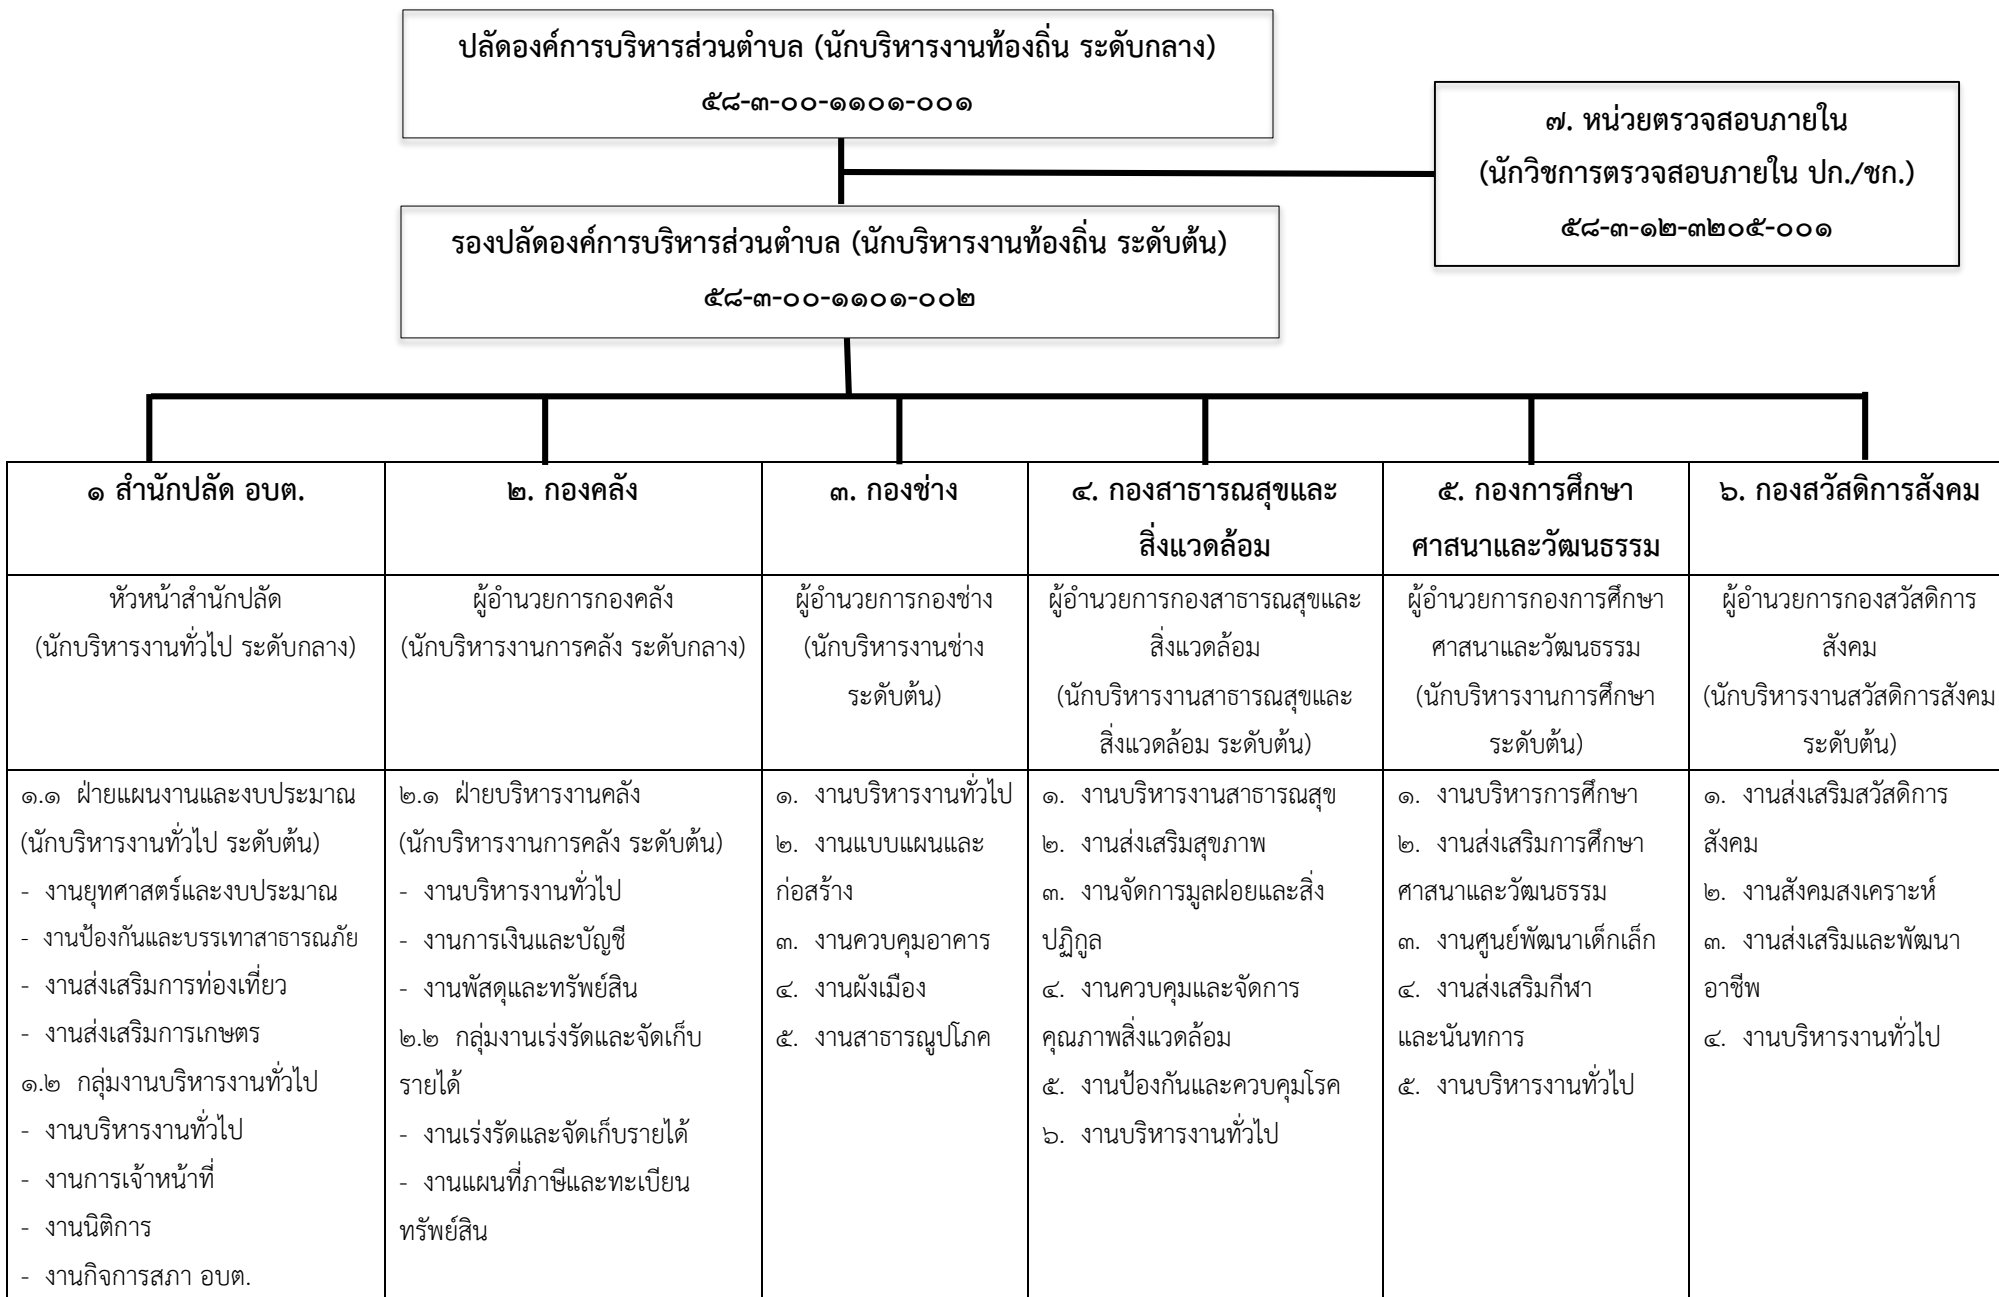 ปลัดองค์การบริหารส่วนตำบล (นักบริหารงานท้องถิ่น ระดับกลาง)
๕๘-๓-๐๐-๑๑๐๑-๐๐๑
๗. หน่วยตรวจสอบภายใน
(นักวิชาการตรวจสอบภายใน ปก./ชก.)
๕๘-๓-๑๒-๓๒๐๕-๐๐๑
รองปลัดองค์การบริหารส่วนตำบล (นักบริหารงานท้องถิ่น ระดับต้น)
๕๘-๓-๐๐-๑๑๐๑-๐๐๒
๑ สำนักปลัด อบต.
๒. กองคลัง
๓. กองช่าง
๔. กองสาธารณสุขและ
สิ่งแวดล้อม
๕. กองการศึกษา
ศาสนาและวัฒนธรรม
๖. กองสวัสดิการสังคม
หัวหน้าสำนักปลัด
(นักบริหารงานทั่วไป ระดับกลาง)
ผู้อำนวยการกองคลัง
(นักบริหารงานการคลัง ระดับกลาง)
ผู้อำนวยการกองช่าง
(นักบริหารงานช่าง
ระดับต้น)
ผู้อำนวยการกองสาธารณสุขและ
สิ่งแวดล้อม
(นักบริหารงานสาธารณสุขและ
สิ่งแวดล้อม ระดับต้น)
ผู้อำนวยการกองการศึกษา
ศาสนาและวัฒนธรรม
(นักบริหารงานการศึกษา
ระดับต้น)
ผู้อำนวยการกองสวัสดิการ
สังคม
(นักบริหารงานสวัสดิการสังคม
ระดับต้น)
๑.๑ ฝ่ายแผนงานและงบประมาณ
(นักบริหารงานทั่วไป ระดับต้น)
- งานยุทศาสตร์และงบประมาณ
- งานป้องกันและบรรเทาสาธารณภัย
- งานส่งเสริมการท่องเที่ยว
- งานส่งเสริมการเกษตร
๑.๒ กลุ่มงานบริหารงานทั่วไป
- งานบริหารงานทั่วไป
- งานการเจ้าหน้าที่
- งานนิติการ
- งานกิจการสภา อบต.
๒.๑ ฝ่ายบริหารงานคลัง
(นักบริหารงานการคลัง ระดับต้น)
- งานบริหารงานทั่วไป
- งานการเงินและบัญชี
- งานพัสดุและทรัพย์สิน
๒.๒ กลุ่มงานเร่งรัดและจัดเก็บ
รายได้
- งานเร่งรัดและจัดเก็บรายได้
- งานแผนที่ภาษีและทะเบียน
ทรัพย์สิน
๑. งานบริหารงานทั่วไป
๒. งานแบบแผนและ
ก่อสร้าง
๓. งานควบคุมอาคาร
๔. งานผังเมือง
๕. งานสาธารณูปโภค
๑. งานบริหารงานสาธารณสุข
๒. งานส่งเสริมสุขภาพ
๓. งานจัดการมูลฝอยและสิ่ง
ปฏิกูล
๔. งานควบคุมและจัดการ
คุณภาพสิ่งแวดล้อม
๕. งานป้องกันและควบคุมโรค
๖. งานบริหารงานทั่วไป
๑. งานบริหารการศึกษา
๒. งานส่งเสริมการศึกษา
ศาสนาและวัฒนธรรม
๓. งานศูนย์พัฒนาเด็กเล็ก
๔. งานส่งเสริมกีฬา
และนันทการ
๕. งานบริหารงานทั่วไป
๑. งานส่งเสริมสวัสดิการ
สังคม
๒. งานสังคมสงเคราะห์
๓. งานส่งเสริมและพัฒนา
อาชีพ
๔. งานบริหารงานทั่วไป